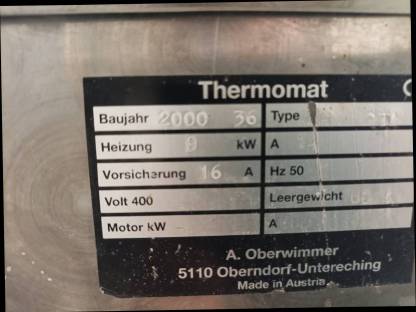 Thermomat
Baujahr 2000 36 Type
Heizung 9 kW A
Vorsicherung 16 A Hz 50
Volt 400 Leergewicht
Motor kW A
A. Oberwimmer
5110 Oberndorf-Untereching
Made in Austria